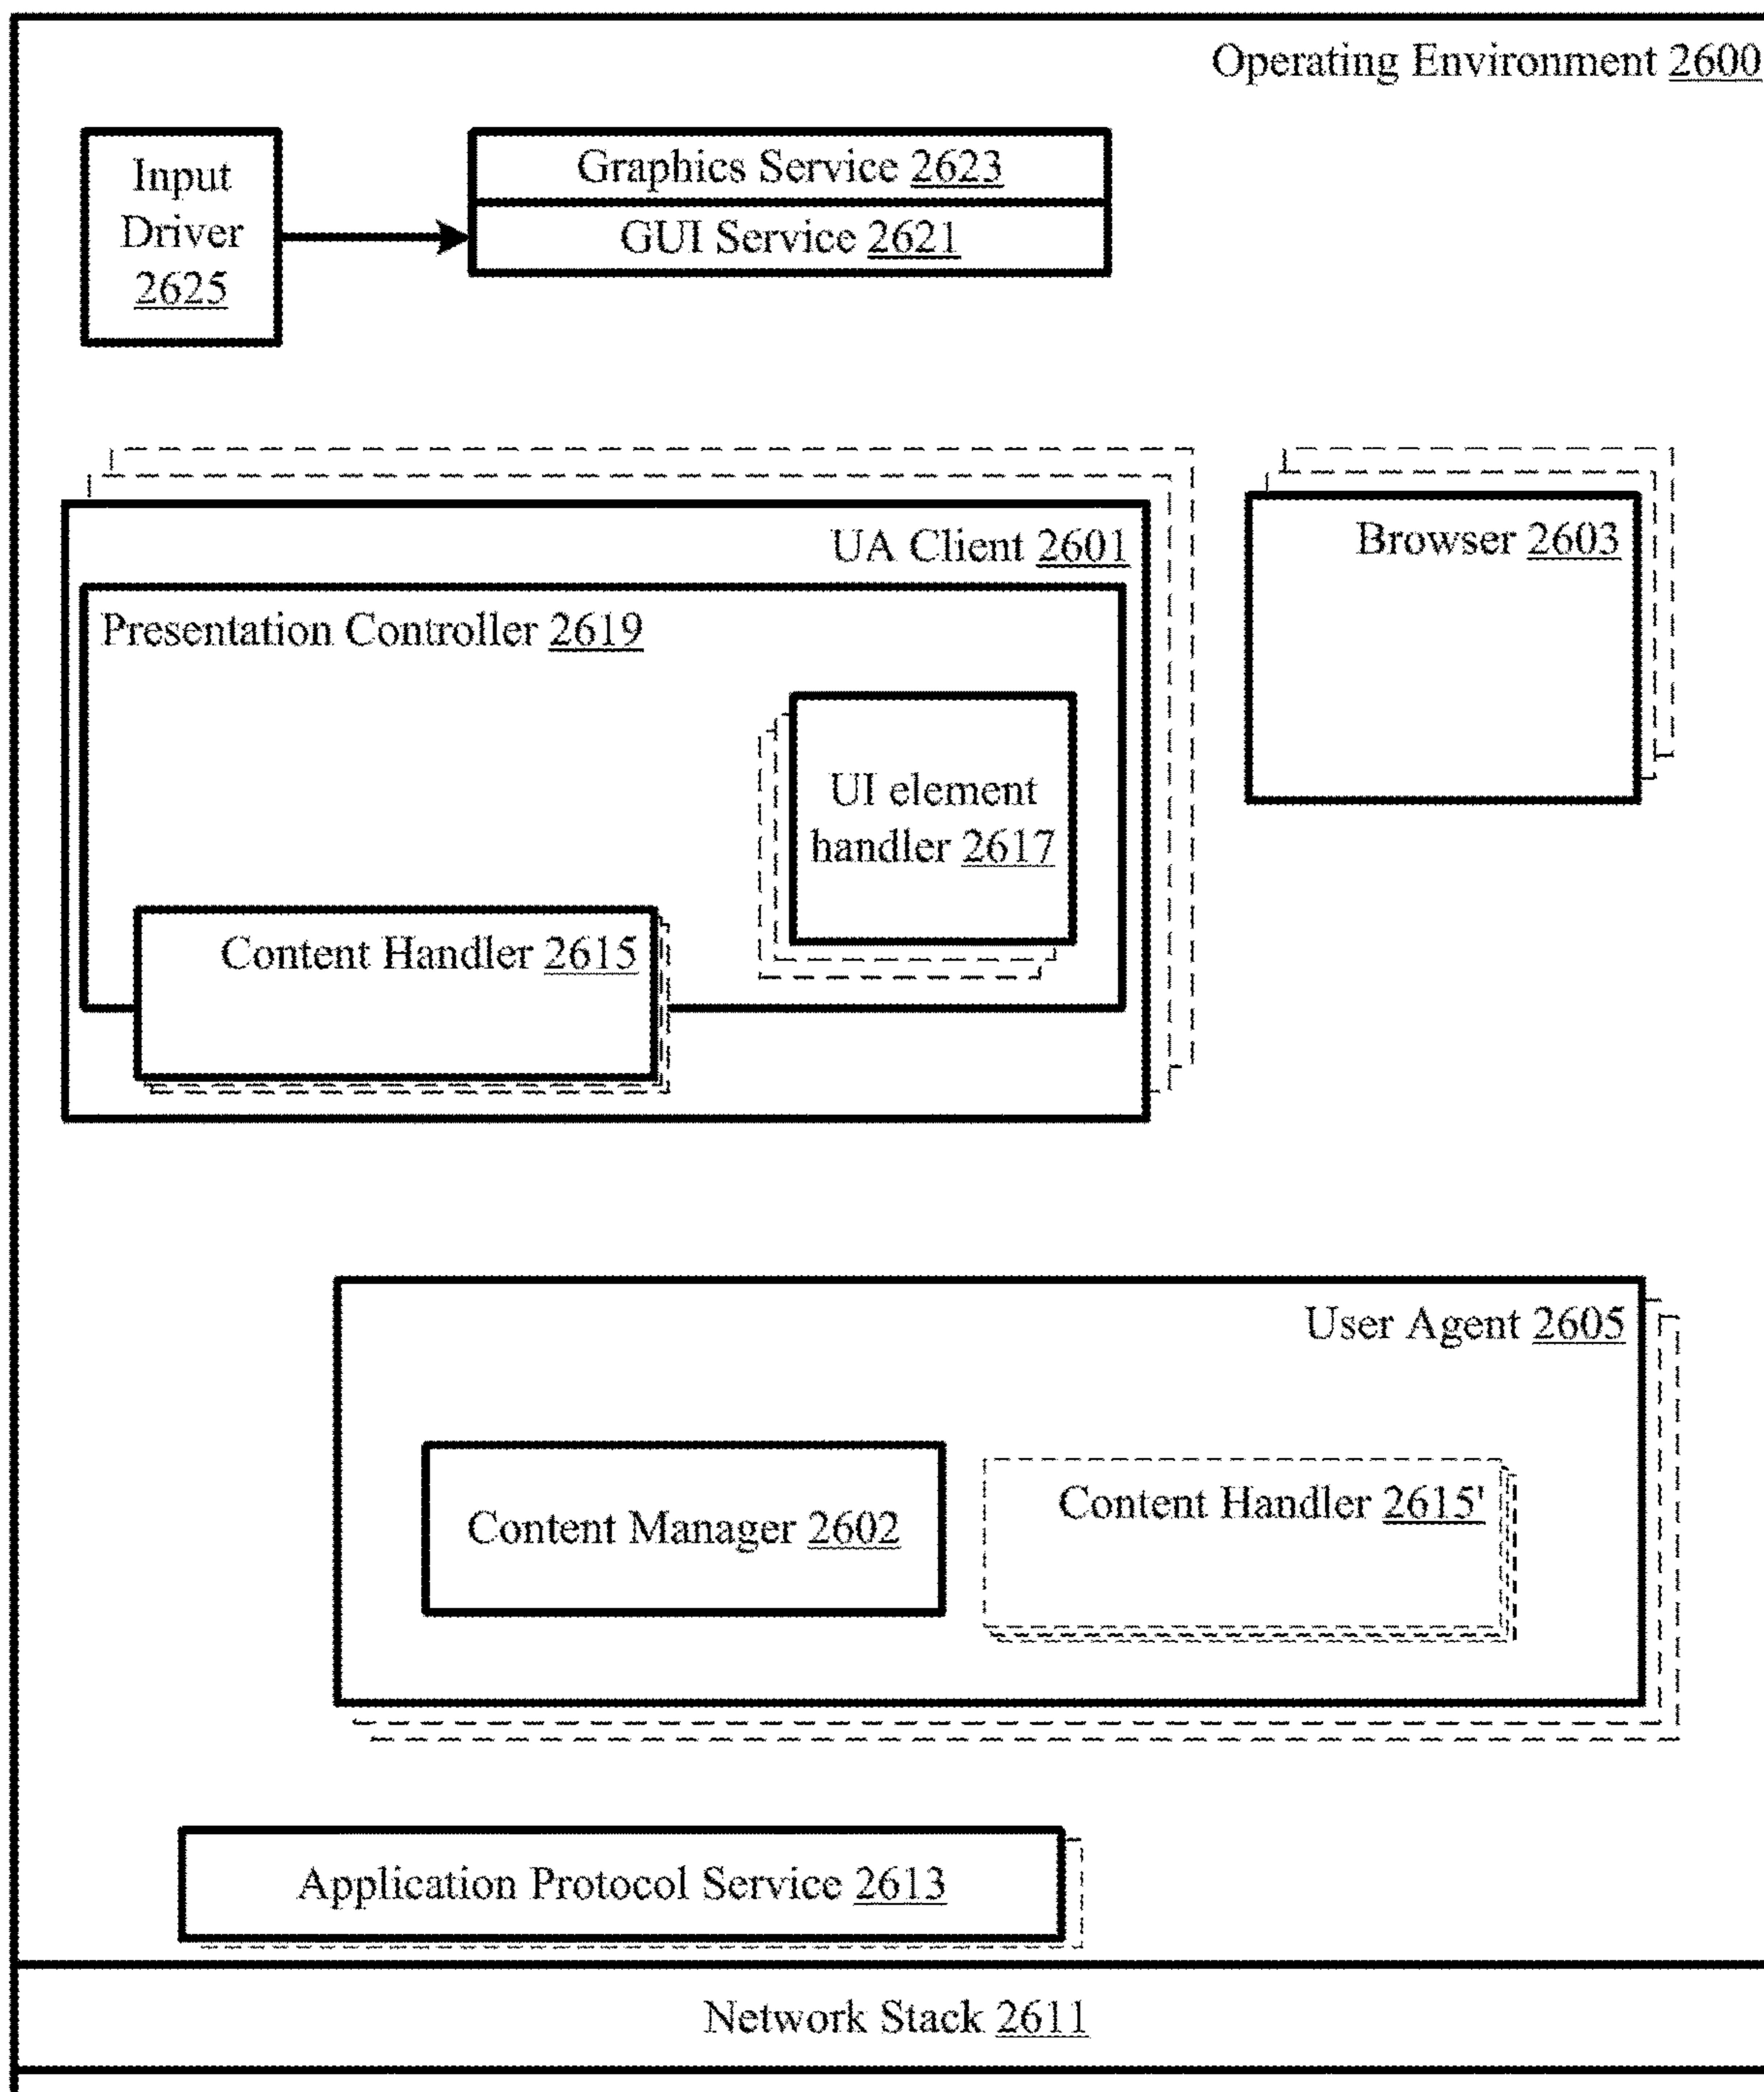 Operating Environment 2600
Input
Driver
2625
Graphics Service 2623
GUI Service 2621
UA Client 2601
Browser 2603
Presentation Controller 2619
UI element
handler 2617
Content Handler 2615
User Agent 2605
Content Manager 2602
Content Handler 2615'
Application Protocol Service 2613
Network Stack 2611